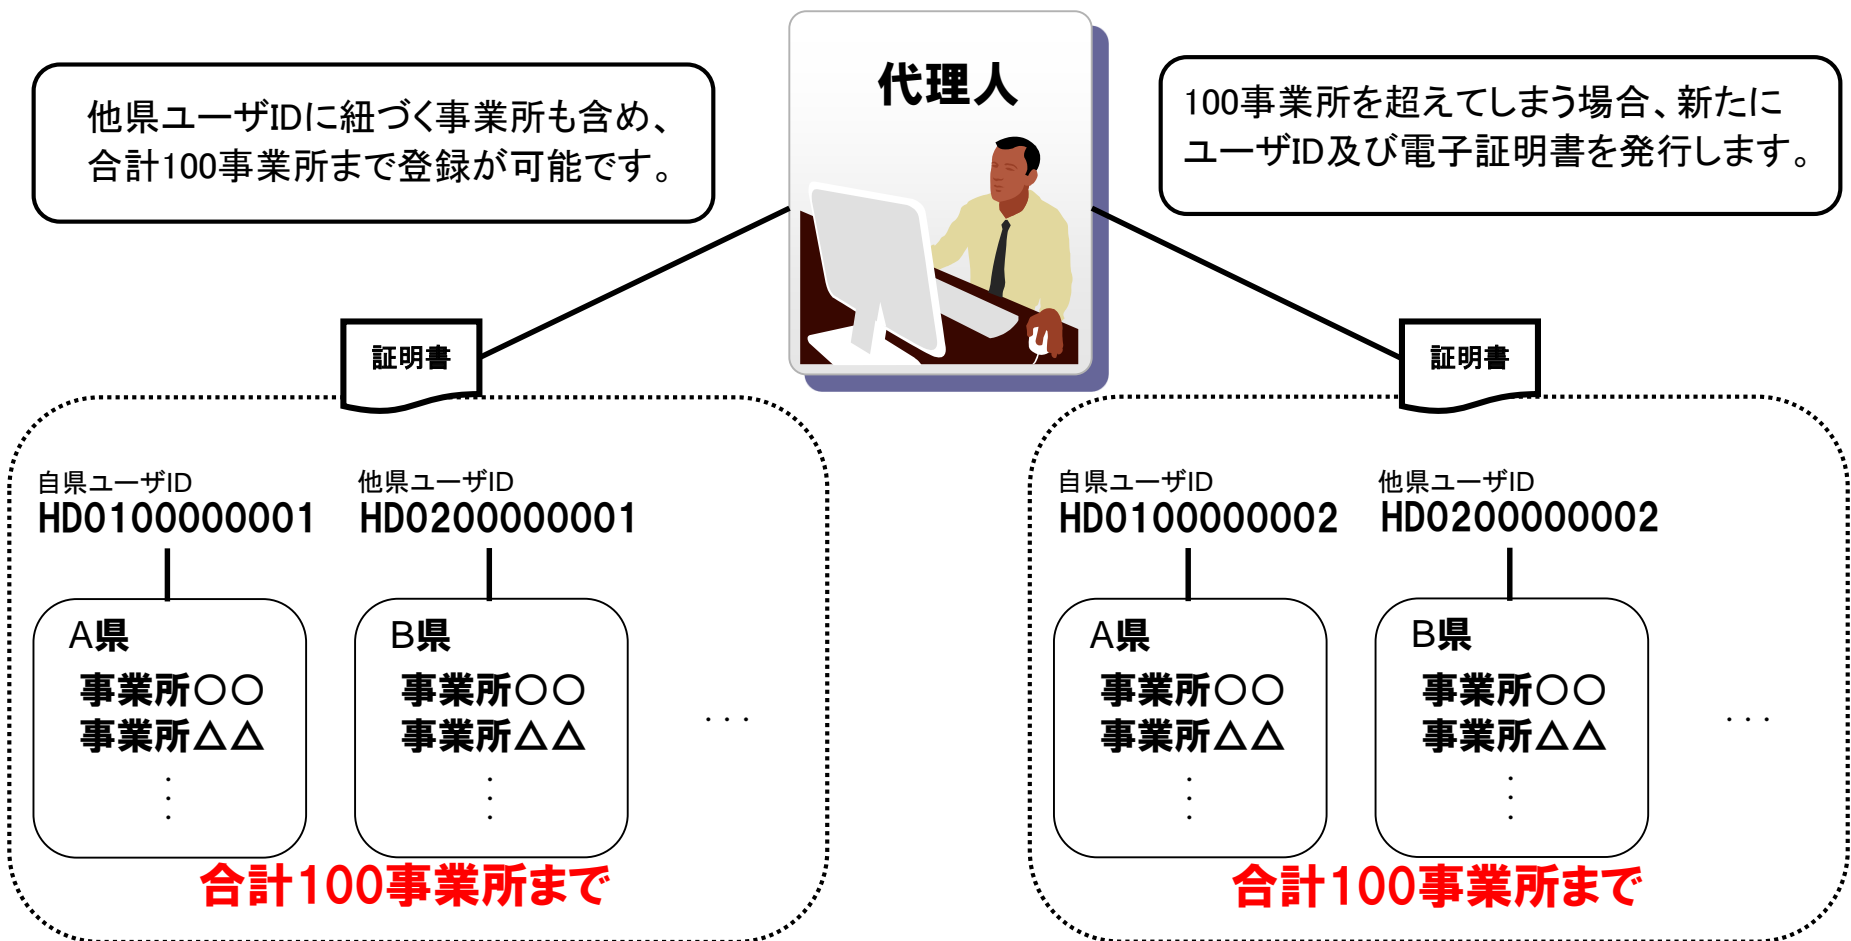 代理人
他県ユーザIDに紐づく事業所も含め、
合計100事業所まで登録が可能です。
100事業所を超えてしまう場合、新たに
ユーザID及び電子証明書を発行します。
証明書
自県ユーザID
HD0100000001
他県ユーザID
HD0200000001
A県
事業所○○
事業所△△
・・・
B県
事業所○○
事業所△△
・・・
・・・
合計100事業所まで
証明書
自県ユーザID
HD0100000002
他県ユーザID
HD0200000002
A県
事業所○○
事業所△△
・・・
B県
事業所○○
事業所△△
・・・
・・・
合計100事業所まで